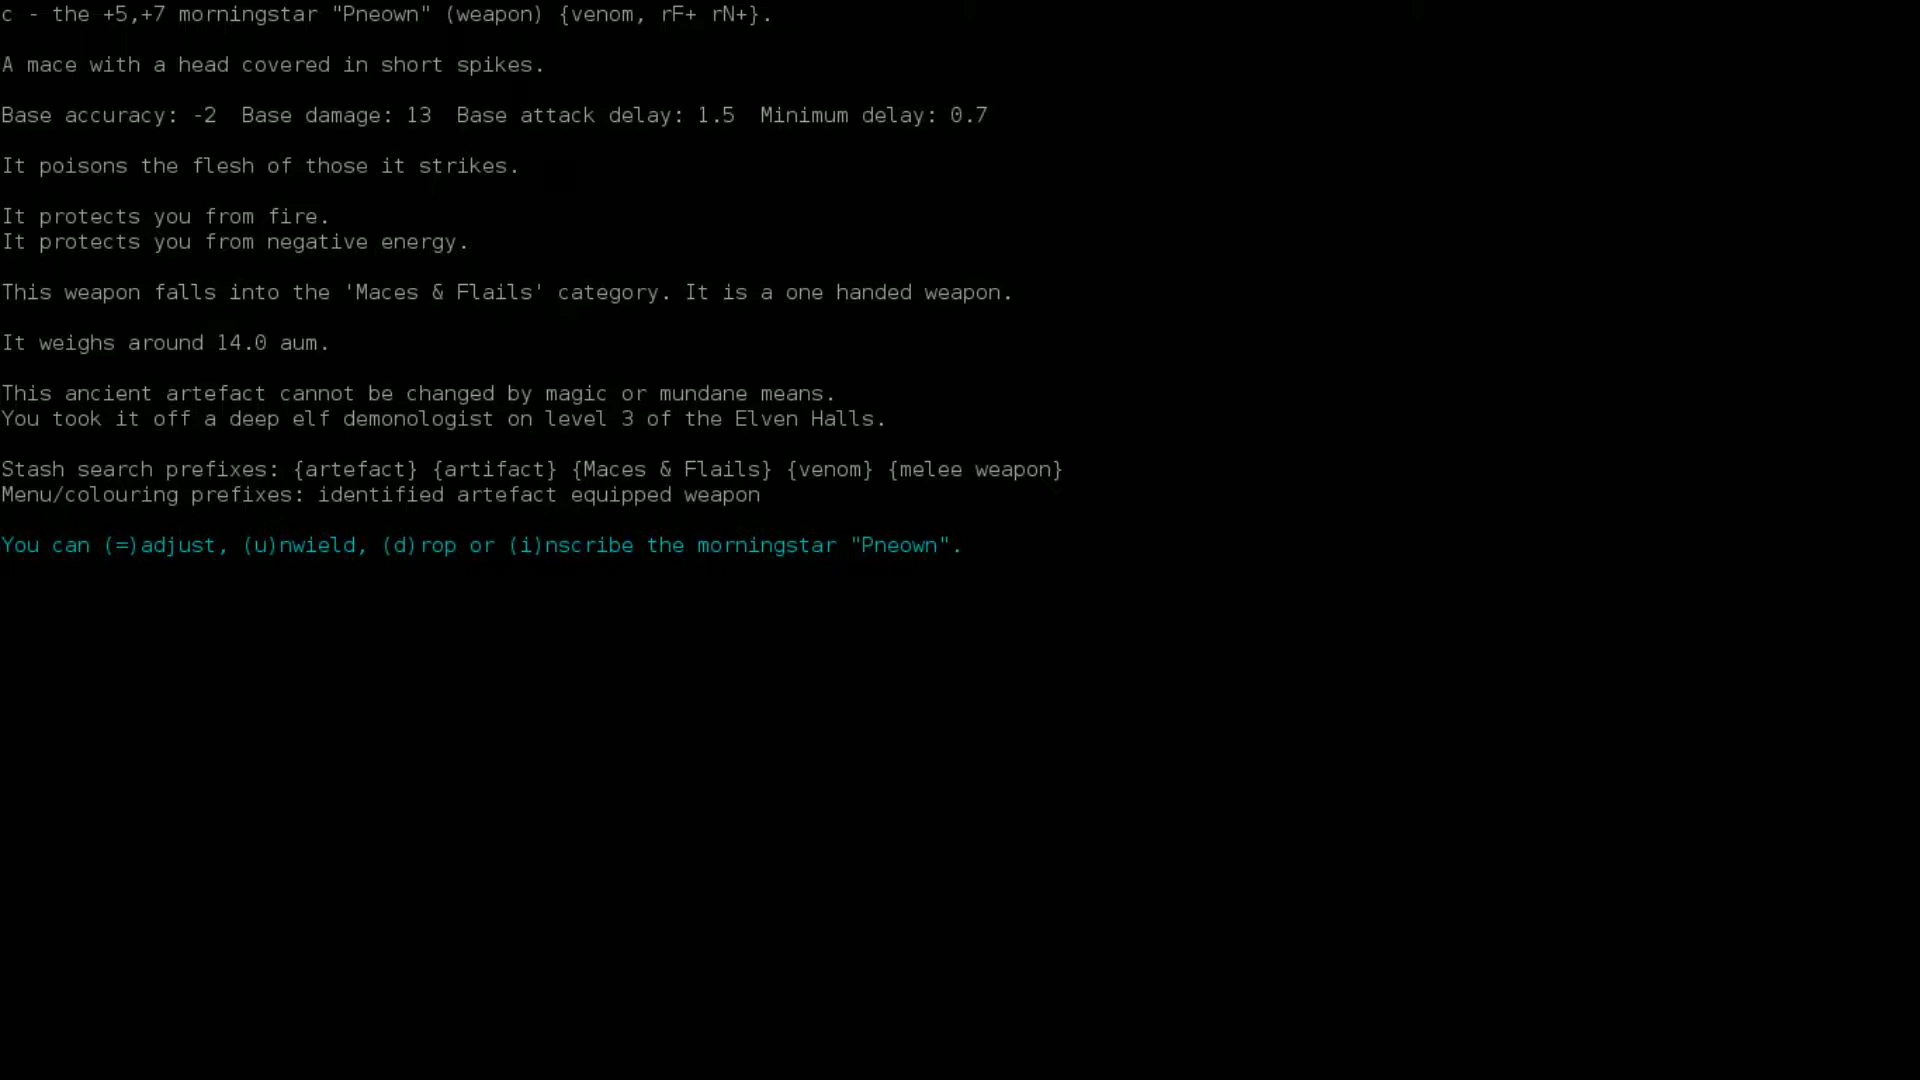 c - the +5,+7 morningstar "Pneown" (weapon) {venom, rF+ rN+}.
A mace with a head covered in short spikes.
Base accuracy: -2  Base damage: 13  Base attack delay: 1.5  Minimum delay: 0.7
It poisons the flesh of those it strikes.
It protects you from fire.
It protects you from negative energy.
This weapon falls into the 'Maces & Flails' category. It is a one handed weapon.
It weighs around 14.0 aum.
This ancient artefact cannot be changed by magic or mundane means.
You took it off a deep elf demonologist on level 3 of the Elven Halls.
Stash search prefixes: {artefact} {artifact} {Maces & Flails} {venom} {melee weapon}
Menu/colouring prefixes: identified artefact equipped weapon
You can (=)adjust, (u)nwield, (d)rop or (i)nscribe the morningstar "Pneown".